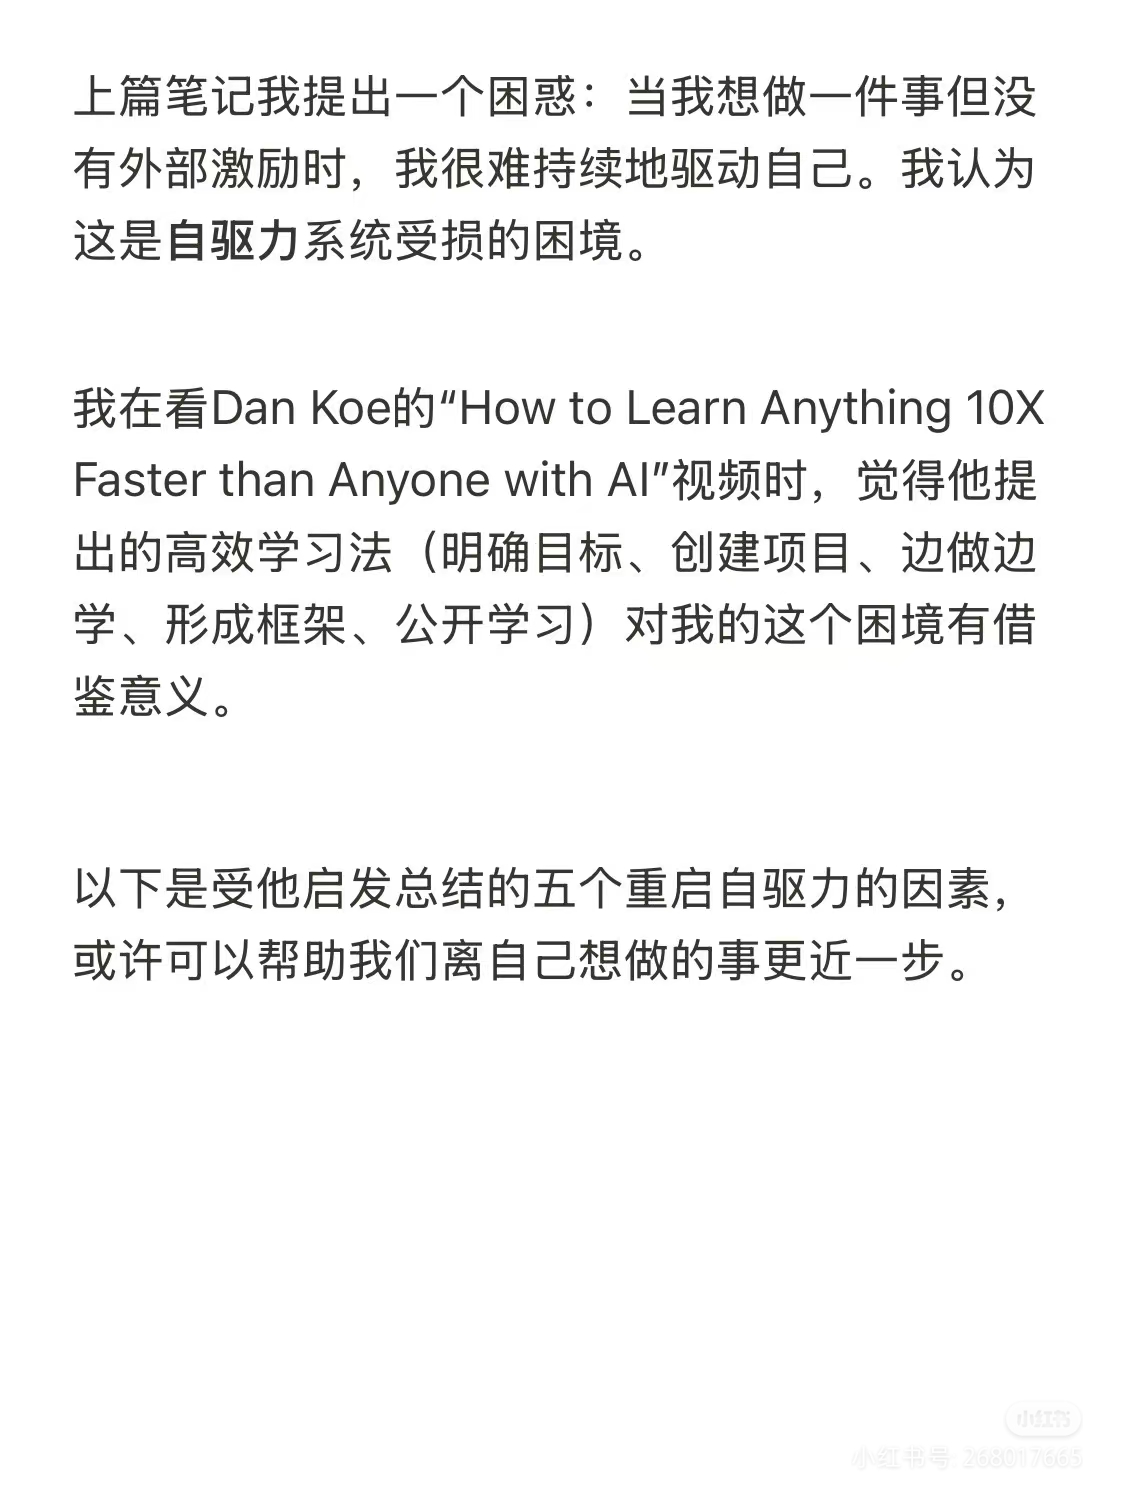 上篇笔记我提出一个困惑：当我想做一件事但没
有外部激励时，我很难持续地驱动自己。我认为
这是自驱力系统受损的困境。
我在看Dan Koe的“How to Learn Anything 10X
Faster than Anyone with AI”视频时，觉得他提
出的高效学习法（明确目标、创建项目、边做边
学、形成框架、公开学习）对我的这个困境有借
鉴意义。
以下是受他启发总结的五个重启自驱力的因素，
或许可以帮助我们离自己想做的事更近一步。
小红书
小红书号: 268017665